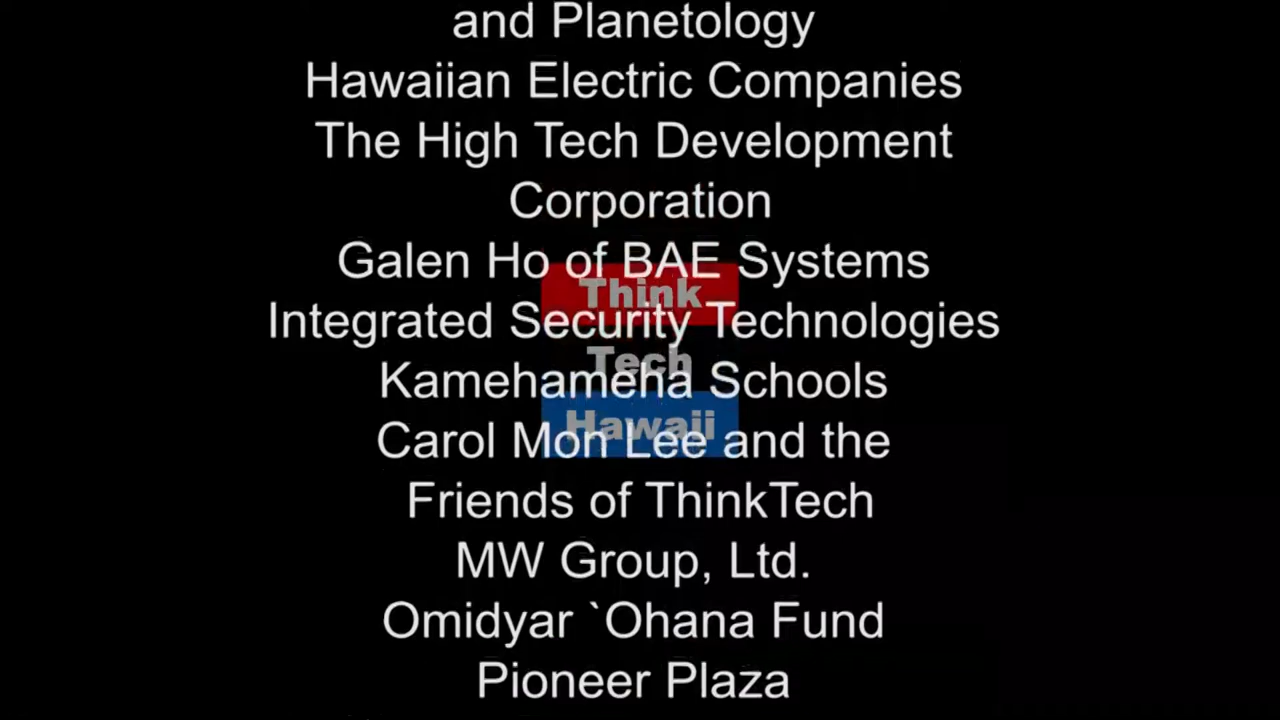 and Planetology
Hawaiian Electric Companies
The High Tech Development
Corporation
Galen Ho of BAE Systems
Think
Integrated Security Technologies
Tech
Kamehameha Schools
Hawaii
Carol Mon Lee and the
Friends of ThinkTech
MW Group, Ltd.
Omidyar `Ohana Fund
Pioneer Plaza